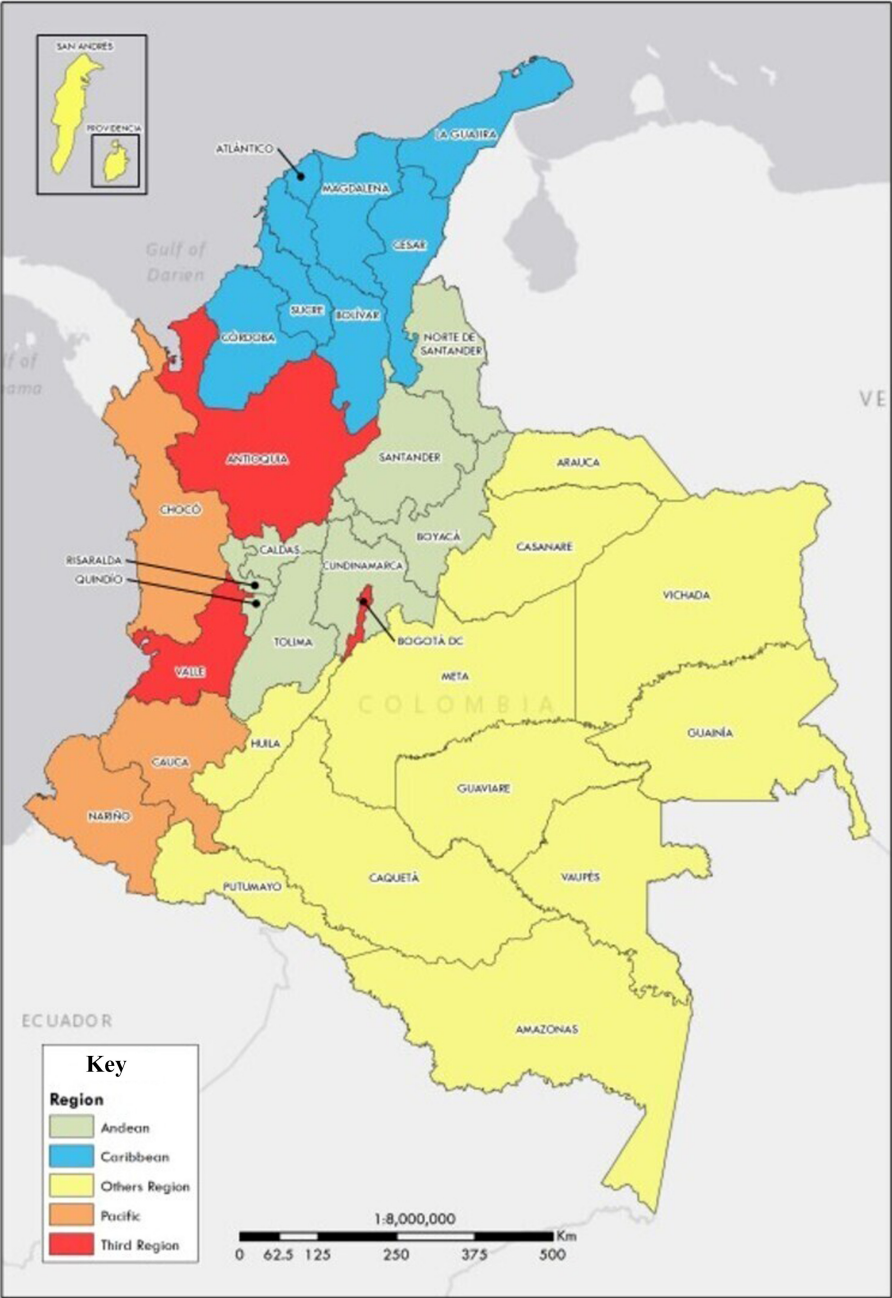 SAN ANDRÉS
PROVIDENCIA
ATLÁNTICO
LA GUAJIRA
MAGDALENA
CESAR
Gulf of
Darien
SUCRE
BOLÍVAR
CÓRDOBA
NORTE DE
SANTANDER
VE
ANTIOQUIA
SANTANDER
ARAUCA
CHOCÓ
BOYACÁ
CASANARE
CALDAS
RISARALDA
CUNDINAMARCA
QUINDÍO
VICHADA
TOLIMA
BOGOTÁ DC
VALLE
META
COLOMBIA
HUILA
GUAINÍA
CAUCA
GUAVIARE
NARIÑO
CAQUETÁ
VAUPÉS
PUTUMAYO
ECUADOR
AMAZONAS
Key
Region
Andean
Caribbean
Others Region
Pacific
Third Region
1:8,000,000
Km
0 62.5 125 250 375 500